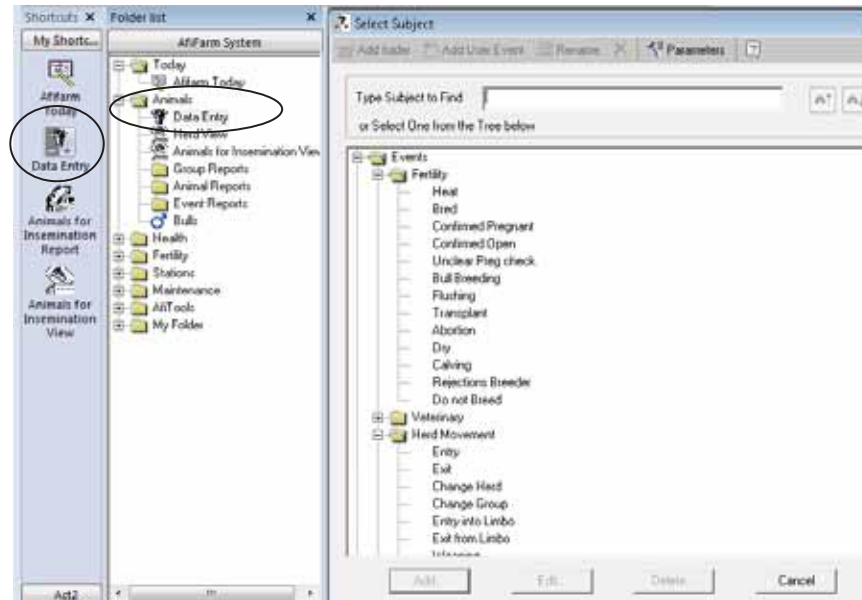 Shortcuts
My Shortc...
Afifarm
Today
Data Entry
Animals for
Insemination
Report
Animals for
Insemination
View
Act2
Folder list
AfiFarm System
Today
Afifarm Today
Animals
Data Entry
Herd View
Animals for Insemination View
Group Reports
Animal Reports
Event Reports
Bulls
Health
Fertility
Stations
Maintenance
AfiTools
My Folder
Select Subject
Add folder Add User Event Rename Parameters
Type Subject to Find
or Select One from the Tree below
Events
Fertility
Heat
Bred
Confirmed Pregnant
Confirmed Open
Unclear Preg check
Bull Breeding
Flushing
Transplant
Abortion
Dry
Calving
Rejections Breeder
Do not Breed
Veterinary
Herd Movement
Entry
Exit
Change Herd
Change Group
Entry into Limbo
Exit from Limbo
Add... Edit... Delete Cancel